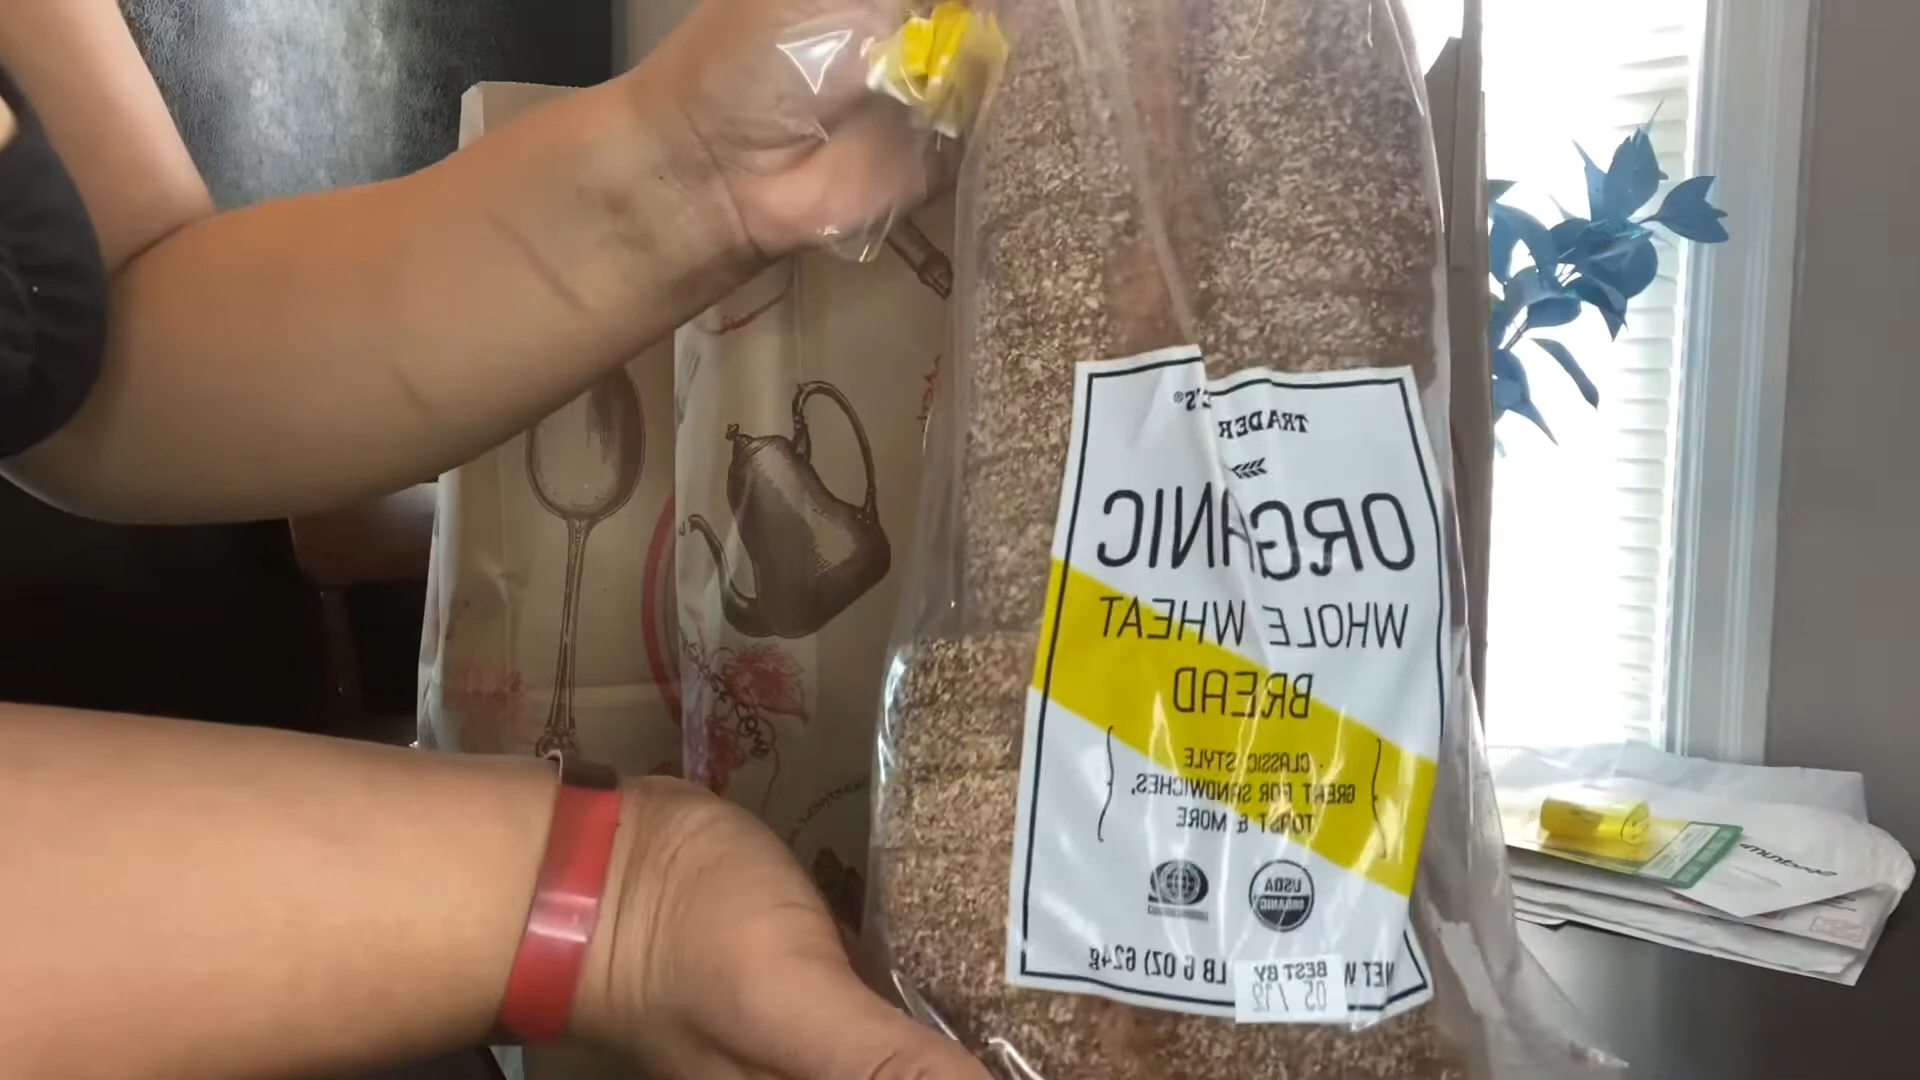 TRADER
ORGANIC
WHOLE WHEAT
BREAD
CLASSIC STYLE
GREAT FOR SANDWICHES,
TOAST & MORE
USDA
ORGANIC
NET W LB 6 OZ) 624g
BEST BY
05/12